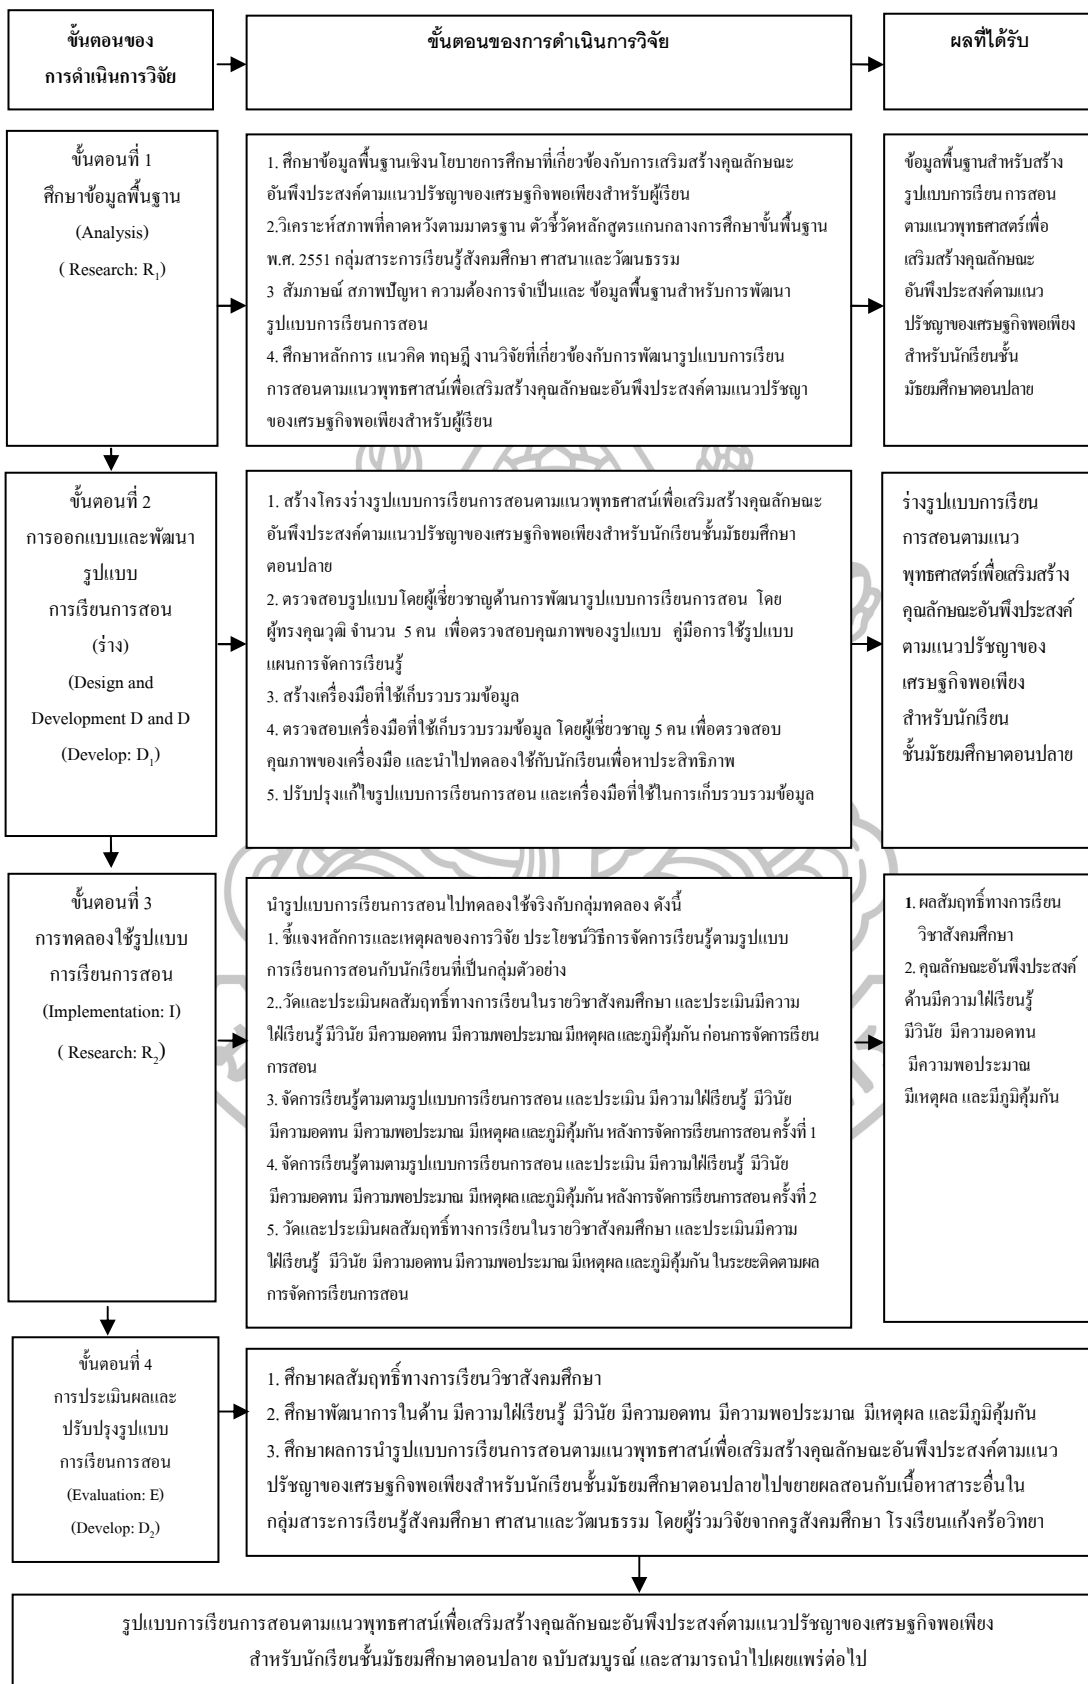 ขั้นตอนของ
การดำเนินการวิจัย
ขั้นตอนของการดำเนินการวิจัย
ผลที่ได้รับ
ขั้นตอนที่ 1
ศึกษาข้อมูลพื้นฐาน
(Analysis)
( Research: R1)
1. ศึกษาข้อมูลพื้นฐานเชิงนโยบายการศึกษาที่เกี่ยวข้องกับการเสริมสร้างคุณลักษณะ
อันพึงประสงค์ตามแนวปรัชญาของเศรษฐกิจพอเพียงสำหรับผู้เรียน
2.วิเคราะห์สภาพที่คาดหวังตามมาตรฐาน ตัวชี้วัดหลักสูตรแกนกลางการศึกษาขั้นพื้นฐาน
พ.ศ. 2551 กลุ่มสาระการเรียนรู้สังคมศึกษา ศาสนาและวัฒนธรรม
3 สัมภาษณ์ สภาพปัญหา ความต้องการจำเป็นและ ข้อมูลพื้นฐานสำหรับการพัฒนา
รูปแบบการเรียนการสอน
4. ศึกษาหลักการ แนวคิด ทฤษฎี งานวิจัยที่เกี่ยวข้องกับการพัฒนารูปแบบการเรียน
การสอนตามแนวพุทธศาสน์เพื่อเสริมสร้างคุณลักษณะอันพึงประสงค์ตามแนวปรัชญา
ของเศรษฐกิจพอเพียงสำหรับผู้เรียน
ข้อมูลพื้นฐานสำหรับสร้าง
รูปแบบการเรียน การสอน
ตามแนวพุทธศาสตร์เพื่อ
เสริมสร้างคุณลักษณะ
อันพึงประสงค์ตามแนว
ปรัชญาของเศรษฐกิจพอเพียง
สำหรับนักเรียนชั้น
มัธยมศึกษาตอนปลาย
ขั้นตอนที่ 2
การออกแบบและพัฒนา
รูปแบบ
การเรียนการสอน
(ร่าง)
(Design and
Development D and D
(Develop: D1)
1. สร้างโครงร่างรูปแบบการเรียนการสอนตามแนวพุทธศาสน์เพื่อเสริมสร้างคุณลักษณะ
อันพึงประสงค์ตามแนวปรัชญาของเศรษฐกิจพอเพียงสำหรับนักเรียนชั้นมัธยมศึกษา
ตอนปลาย
2. ตรวจสอบรูปแบบโดยผู้เชี่ยวชาญด้านการพัฒนารูปแบบการเรียนการสอน โดย
ผู้ทรงคุณวุฒิ จำนวน 5 คน เพื่อตรวจสอบคุณภาพของรูปแบบ คู่มือการใช้รูปแบบ
แผนการจัดการเรียนรู้
3. สร้างเครื่องมือที่ใช้เก็บรวบรวมข้อมูล
4. ตรวจสอบเครื่องมือที่ใช้เก็บรวบรวมข้อมูล โดยผู้เชี่ยวชาญ 5 คน เพื่อตรวจสอบ
คุณภาพของเครื่องมือ และนำไปทดลองใช้กับนักเรียนเพื่อหาประสิทธิภาพ
5. ปรับปรุงแก้ไขรูปแบบการเรียนการสอน และเครื่องมือที่ใช้ในการเก็บรวบรวมข้อมูล
ร่างรูปแบบการเรียน
การสอนตามแนว
พุทธศาสตร์เพื่อเสริมสร้าง
คุณลักษณะอันพึงประสงค์
ตามแนวปรัชญาของ
เศรษฐกิจพอเพียง
สำหรับนักเรียน
ชั้นมัธยมศึกษาตอนปลาย
ขั้นตอนที่ 3
การทดลองใช้รูปแบบ
การเรียนการสอน
(Implementation: I)
( Research: R2)
นำรูปแบบการเรียนการสอนไปทดลองใช้จริงกับกลุ่มทดลอง ดังนี้
1. ชี้แจงหลักการและเหตุผลของการวิจัย ประโยชน์วิธีการจัดการเรียนรู้ตามรูปแบบ
การเรียนการสอนกับนักเรียนที่เป็นกลุ่มตัวอย่าง
2..วัดและประเมินผลสัมฤทธิ์ทางการเรียนในรายวิชาสังคมศึกษา และประเมินมีความ
ใฝ่เรียนรู้ มีวินัย มีความอดทน มีความพอประมาณ มีเหตุผล และภูมิคุ้มกัน ก่อนการจัดการเรียน
การสอน
3. จัดการเรียนรู้ตามตามรูปแบบการเรียนการสอน และประเมิน มีความใฝ่เรียนรู้ มีวินัย
มีความอดทน มีความพอประมาณ มีเหตุผล และภูมิคุ้มกัน หลังการจัดการเรียนการสอน ครั้งที่ 1
4. จัดการเรียนรู้ตามตามรูปแบบการเรียนการสอน และประเมิน มีความใฝ่เรียนรู้ มีวินัย
มีความอดทน มีความพอประมาณ มีเหตุผล และภูมิคุ้มกัน หลังการจัดการเรียนการสอน ครั้งที่ 2
5. วัดและประเมินผลสัมฤทธิ์ทางการเรียนในรายวิชาสังคมศึกษา และประเมินมีความ
ใฝ่เรียนรู้ มีวินัย มีความอดทน มีความพอประมาณ มีเหตุผล และภูมิคุ้มกัน ในระยะติดตามผล
การจัดการเรียนการสอน
1. ผลสัมฤทธิ์ทางการเรียน
วิชาสังคมศึกษา
2. คุณลักษณะอันพึงประสงค์
ด้านมีความใฝ่เรียนรู้
มีวินัย มีความอดทน
มีความพอประมาณ
มีเหตุผล และมีภูมิคุ้มกัน
ขั้นตอนที่ 4
การประเมินผลและ
ปรับปรุงรูปแบบ
การเรียนการสอน
(Evaluation: E)
(Develop: D2)
1. ศึกษาผลสัมฤทธิ์ทางการเรียนวิชาสังคมศึกษา
2. ศึกษาพัฒนาการในด้าน มีความใฝ่เรียนรู้ มีวินัย มีความอดทน มีความพอประมาณ มีเหตุผล และมีภูมิคุ้มกัน
3. ศึกษาผลการนำรูปแบบการเรียนการสอนตามแนวพุทธศาสน์เพื่อเสริมสร้างคุณลักษณะอันพึงประสงค์ตามแนว
ปรัชญาของเศรษฐกิจพอเพียงสำหรับนักเรียนชั้นมัธยมศึกษาตอนปลายไปขยายผลสอนกับเนื้อหาสาระอื่นใน
กลุ่มสาระการเรียนรู้สังคมศึกษา ศาสนาและวัฒนธรรม โดยผู้ร่วมวิจัยจากครูสังคมศึกษา โรงเรียนแก้งคร้อวิทยา
รูปแบบการเรียนการสอนตามแนวพุทธศาสน์เพื่อเสริมสร้างคุณลักษณะอันพึงประสงค์ตามแนวปรัชญาของเศรษฐกิจพอเพียง
สำหรับนักเรียนชั้นมัธยมศึกษาตอนปลาย ฉบับสมบูรณ์ และสามารถนำไปเผยแพร่ต่อไป